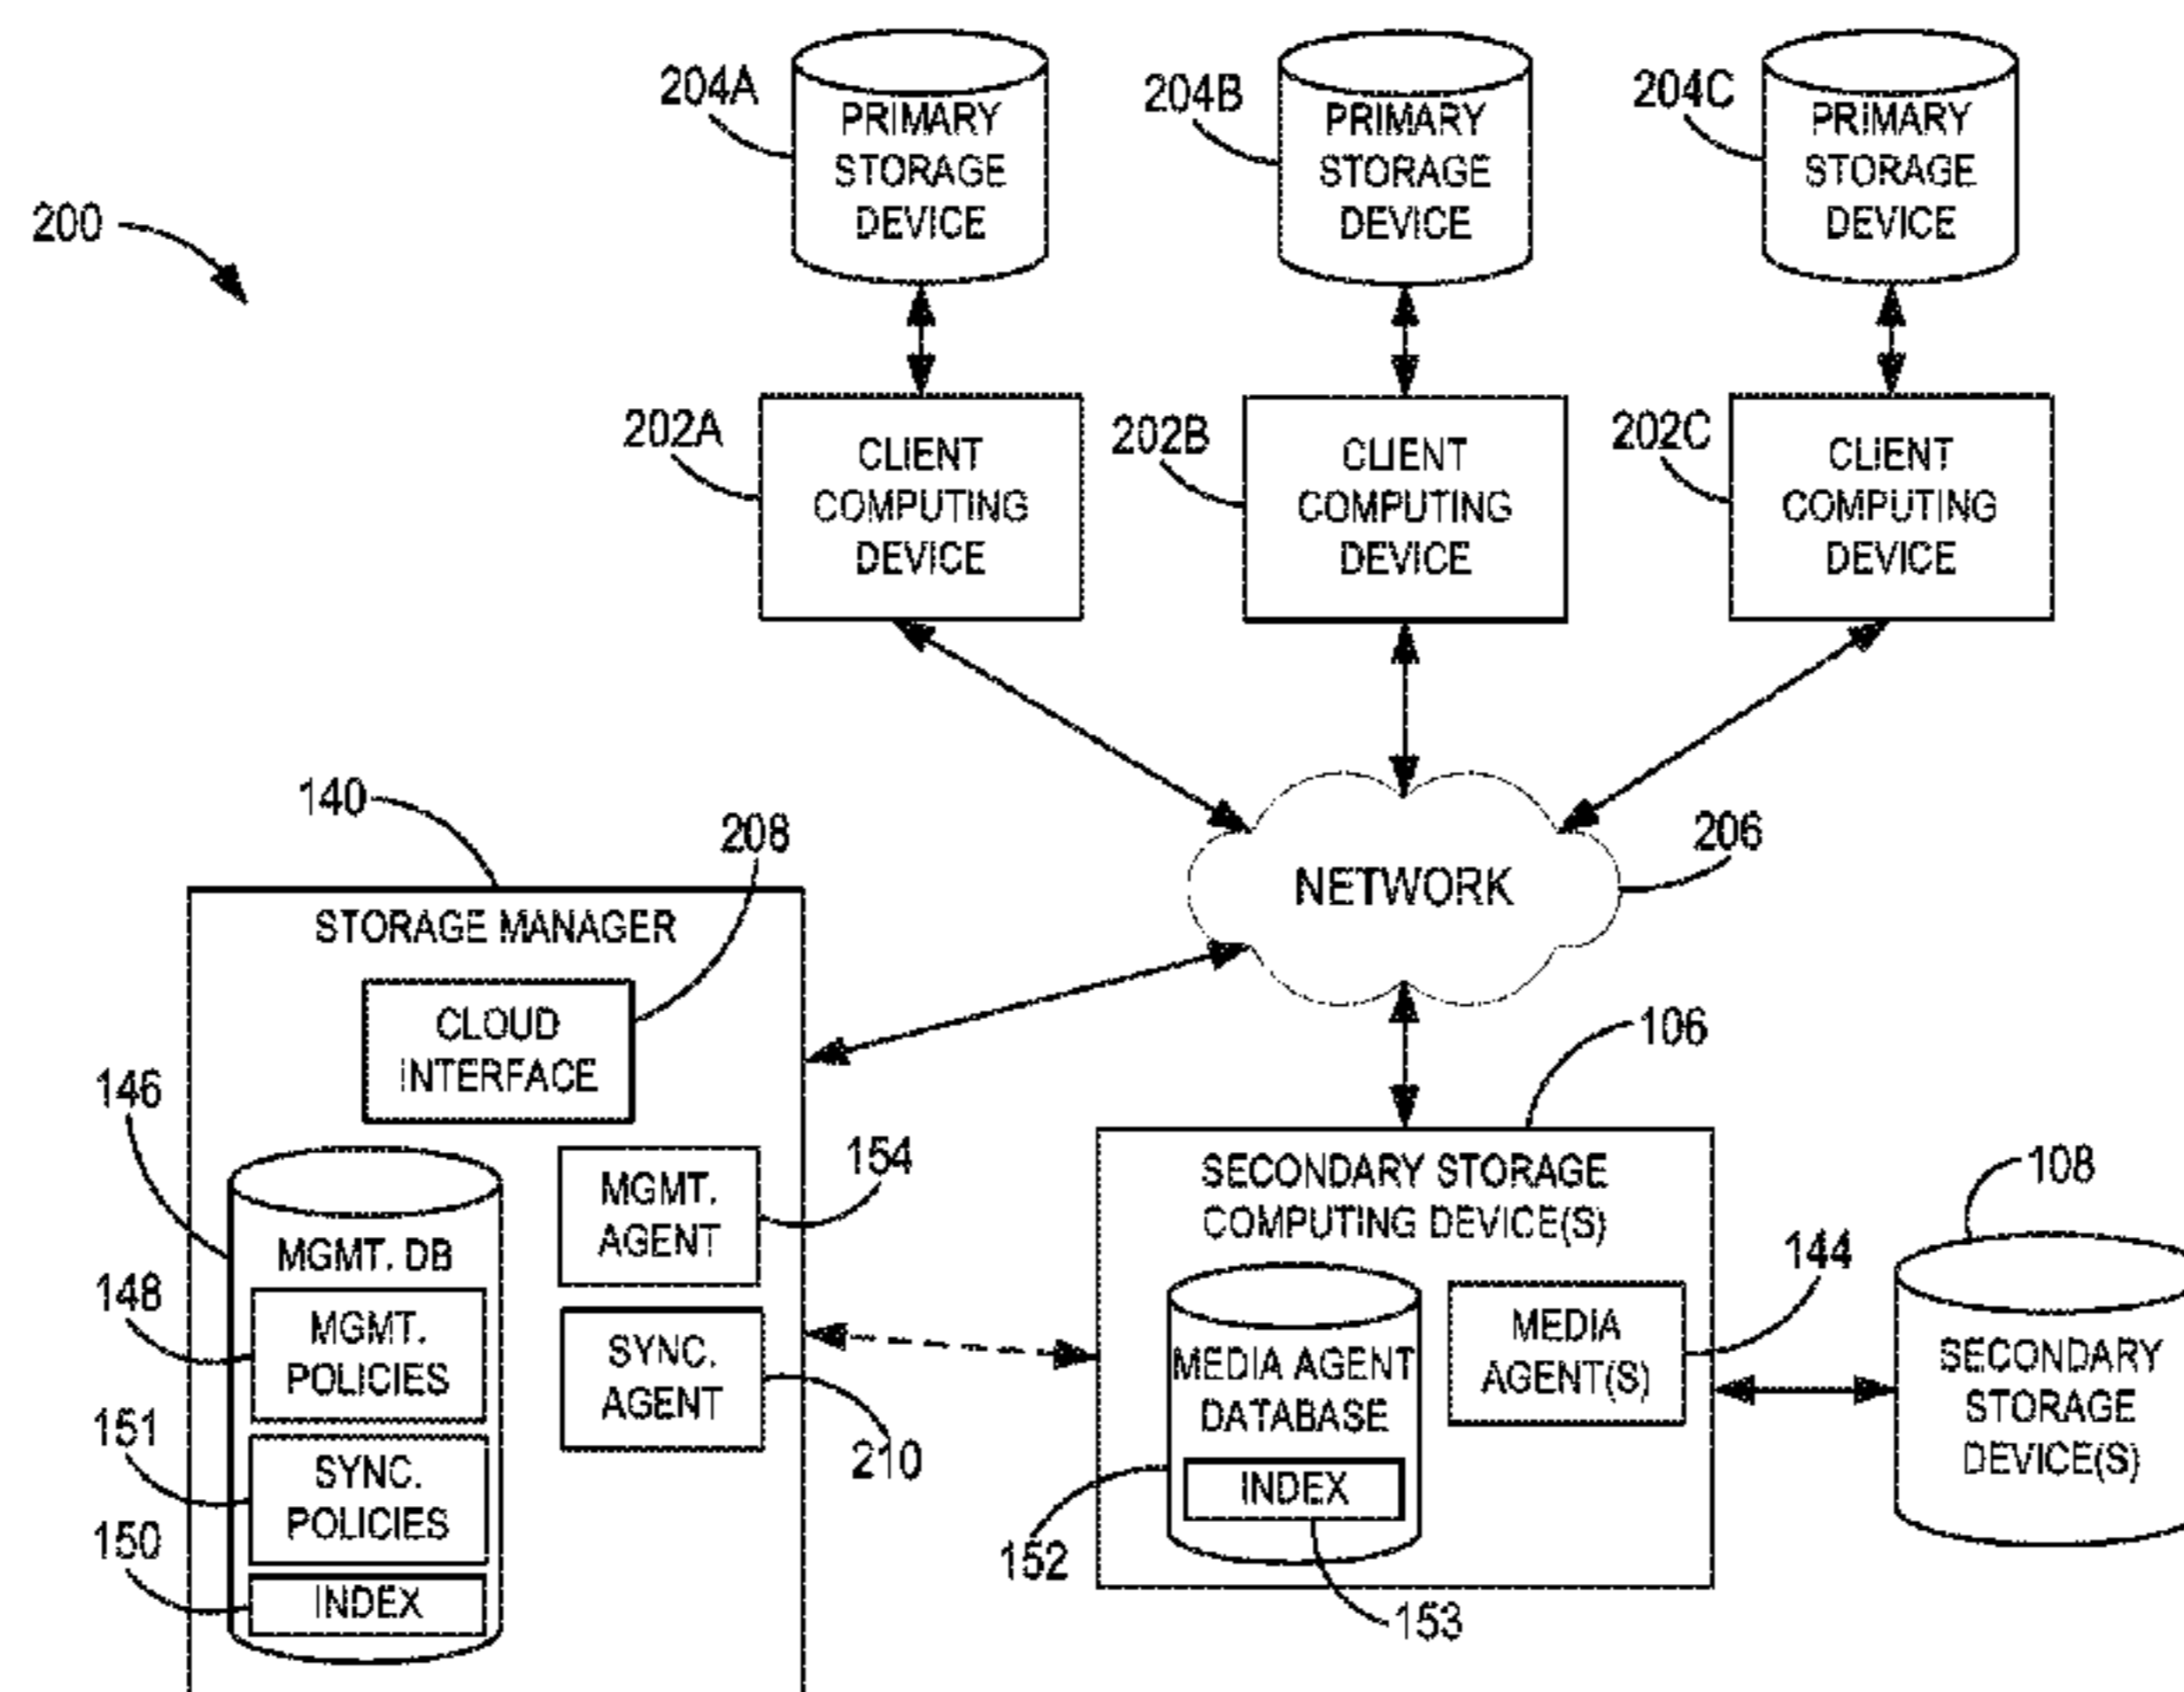 204A
PRIMARY
STORAGE
DEVICE
204B
PRIMARY
STORAGE
DEVICE
204C
PRIMARY
STORAGE
DEVICE
200
202A
CLIENT
COMPUTING
DEVICE
202B
CLIENT
COMPUTING
DEVICE
202C
CLIENT
COMPUTING
DEVICE
140
208
206
NETWORK
STORAGE MANAGER
CLOUD
INTERFACE
106
146
154
MGMT.
AGENT
MGMT. DB
148
MGMT.
POLICIES
SYNC.
AGENT
151
SYNC.
POLICIES
210
150
INDEX
SECONDARY STORAGE
COMPUTING DEVICE(S)
108
144
MEDIA
AGENT(S)
MEDIA AGENT
DATABASE
SECONDARY
STORAGE
DEVICE(S)
INDEX
152
153